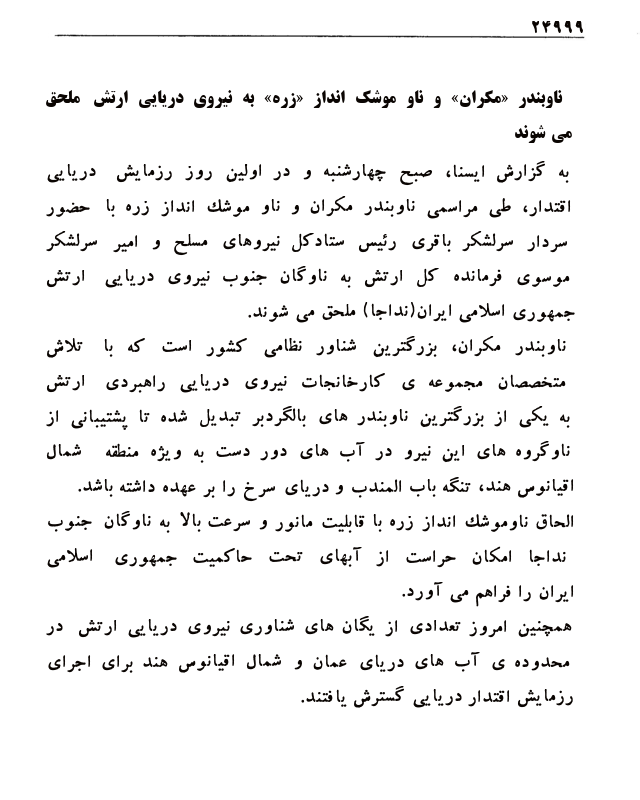 ۲۴۹۹۹
ناوبندر «مکران» و ناو موشک انداز «زره» به نیروی دریایی ارتش ملحق
می شوند
به گزارش ایسنا، صبح چهارشنبه و در اولین روز رزمایش دریایی
اقتدار، طی مراسمی ناوبندر مکران و ناو موشك انداز زره با حضور
سردار سرلشکر باقری رئیس ستادکل نیروهای مسلح و امیر سرلشکر
موسوی فرمانده کل ارتش به ناوگان جنوب نیروی دریایی ارتش
جمهوری اسلامی ایران(نداجا) ملحق می شوند.
ناوبندر مکران، بزرگترین شناور نظامی کشور است که با تلاش
متخصصان مجموعه ی کارخانجات نیروی دریایی راهبردی ارتش
به یکی از بزرگترین ناوبندر های بالگردبر تبدیل شده تا پشتیبانی از
ناوگروه های این نیرو در آب های دور دست به ویژه منطقه شمال
اقیانوس هند، تنگه باب المندب و دریای سرخ را بر عهده داشته باشد.
الحاق ناوموشك انداز زره با قابلیت مانور و سرعت بالا به ناوگان جنوب
نداجا امکان حراست از آبهای تحت حاکمیت جمهوری اسلامی
ایران را فراهم می آورد.
همچنین امروز تعدادی از یگان های شناوری نیروی دریایی ارتش در
محدوده ی آب های دریای عمان و شمال اقیانوس هند برای اجرای
رزمایش اقتدار دریایی گسترش یافتند.